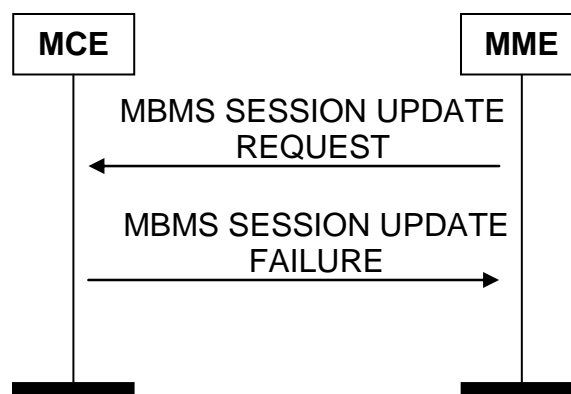 MCE
MME
MBMS SESSION UPDATE
REQUEST
MBMS SESSION UPDATE
FAILURE